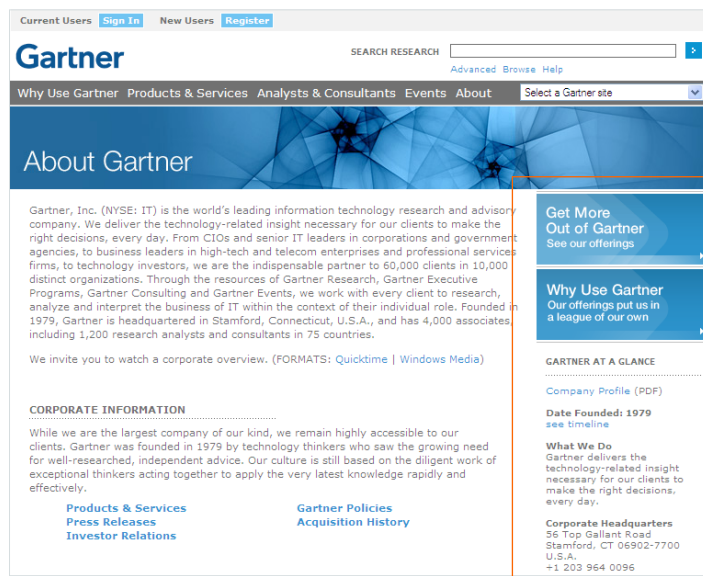 Current Users Sign In New Users Register
Gartner
SEARCH RESEARCH
Advanced Browse Help
Why Use Gartner Products & Services Analysts & Consultants Events About
Select a Gartner site
About Gartner
Gartner, Inc. (NYSE: IT) is the world's leading information technology research and advisory
company. We deliver the technology-related insight necessary for our clients to make the
right decisions, every day. From CIOs and senior IT leaders in corporations and government
agencies, to business leaders in high-tech and telecom enterprises and professional services
firms, to technology investors, we are the indispensable partner to 60,000 clients in 10,000
distinct organizations. Through the resources of Gartner Research, Gartner Executive
Programs, Gartner Consulting and Gartner Events, we work with every client to research,
analyze and interpret the business of IT within the context of their individual role. Founded in
1979, Gartner is headquartered in Stamford, Connecticut, U.S.A., and has 4,000 associates,
including 1,200 research analysts and consultants in 75 countries.
We invite you to watch a corporate overview. (FORMATS: Quicktime | Windows Media)
CORPORATE INFORMATION
While we are the largest company of our kind, we remain highly accessible to our
clients. Gartner was founded in 1979 by technology thinkers who saw the growing need
for well-researched, independent advice. Our culture is still based on the diligent work of
exceptional thinkers acting together to apply the very latest knowledge rapidly and
effectively.
Products & Services
Press Releases
Investor Relations
Gartner Policies
Acquisition History
Get More
Out of Gartner
See our offerings
Why Use Gartner
Our offerings put us in
a league of our own
GARTNER AT A GLANCE
Company Profile (PDF)
Date Founded: 1979
see timeline
What We Do
Gartner delivers the
technology-related insight
necessary for our clients to
make the right decisions,
every day.
Corporate Headquarters
56 Top Gallant Road
Stamford, CT 06902-7700
U.S.A.
+1 203 964 0096